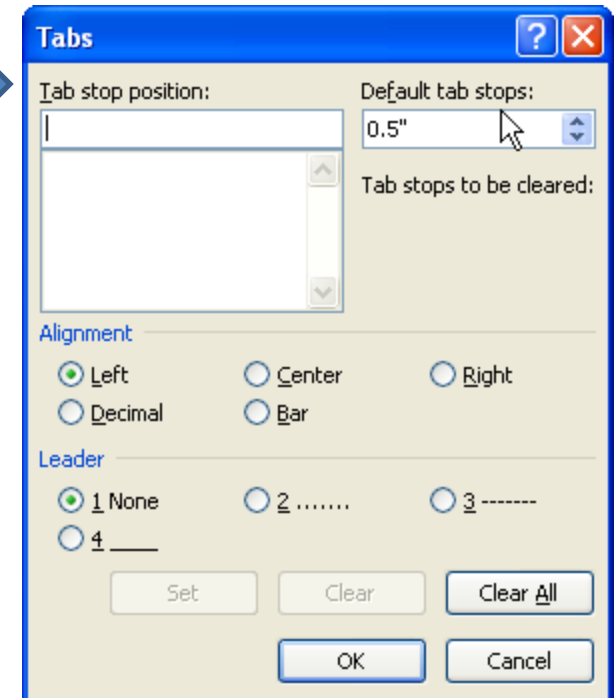 Tabs
Tab stop position:
Default tab stops:
0.5"
Tab stops to be cleared:
Alignment
Left Center Right
Decimal Bar
Leader
1 None 2 ....... 3 -------
4 ____
Set Clear Clear All
OK Cancel